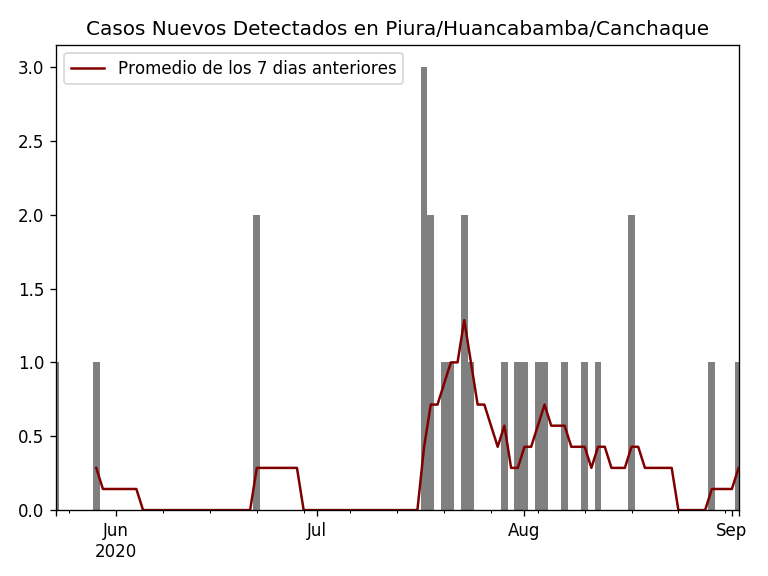 Casos Nuevos Detectados en Piura/Huancabamba/Canchaque
Promedio de los 7 dias anteriores
3.0
2.5
2.0
1.5
1.0
0.5
0.0
Jun Jul Aug Sep
2020